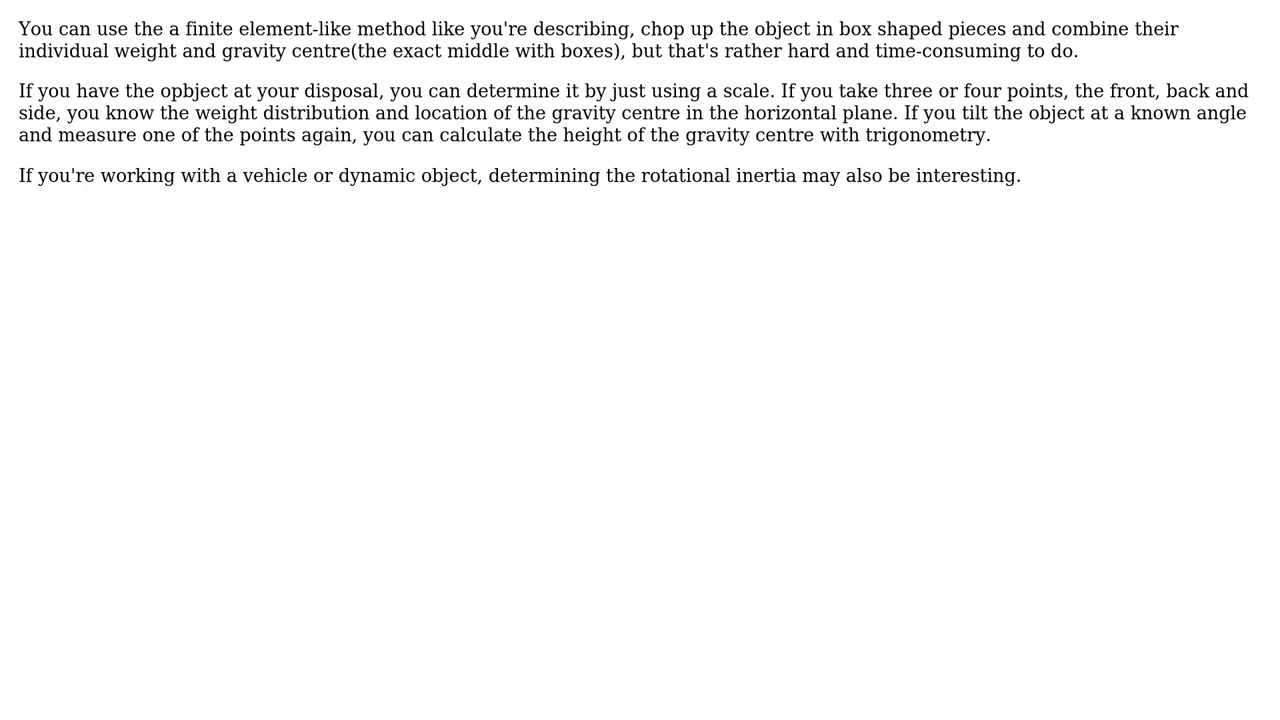 You can use the a finite element-like method like you're describing, chop up the object in box shaped pieces and combine their
individual weight and gravity centre(the exact middle with boxes), but that's rather hard and time-consuming to do.
If you have the opbject at your disposal, you can determine it by just using a scale. If you take three or four points, the front, back and
side, you know the weight distribution and location of the gravity centre in the horizontal plane. If you tilt the object at a known angle
and measure one of the points again, you can calculate the height of the gravity centre with trigonometry.
If you're working with a vehicle or dynamic object, determining the rotational inertia may also be interesting.